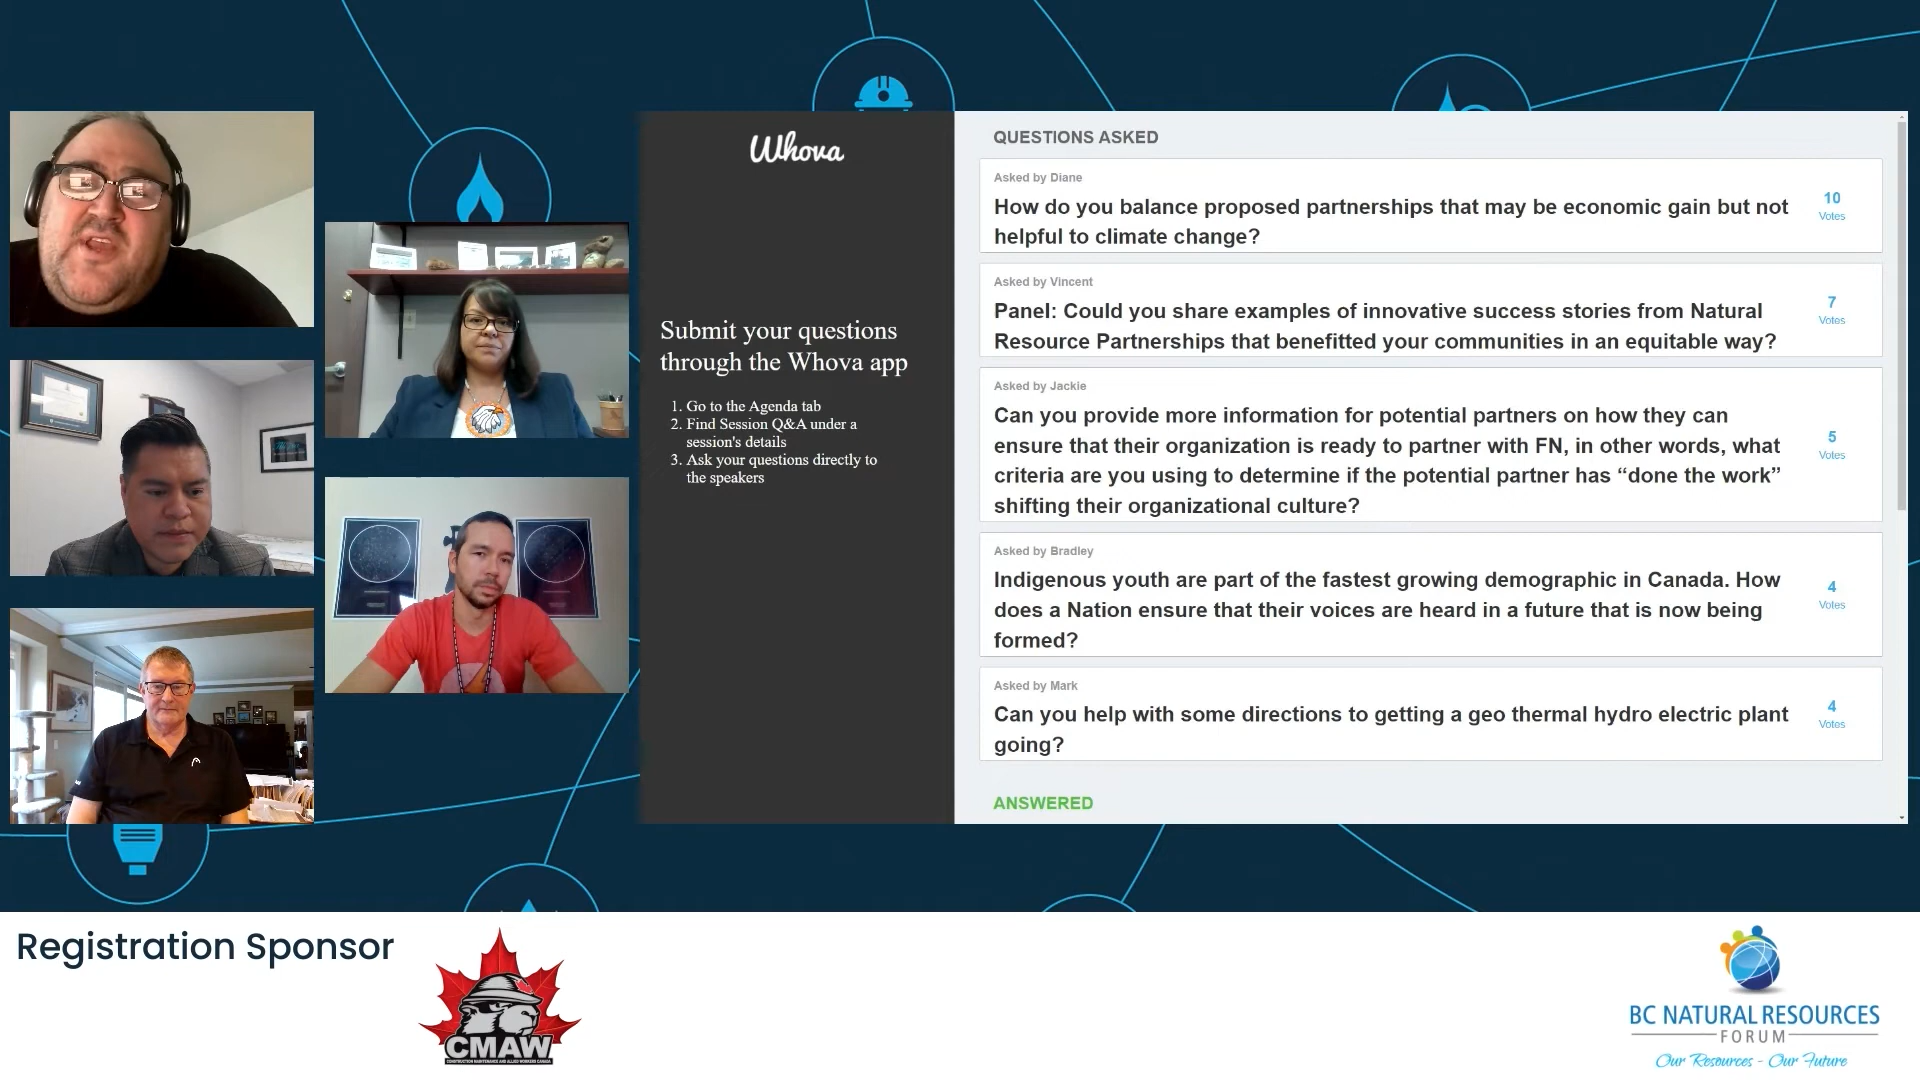 Whova
Submit your questions
through the Whova app
1. Go to the Agenda tab
2. Find Session Q&A under a
session's details
3. Ask your questions directly to
the speakers
QUESTIONS ASKED
Asked by Diane
How do you balance proposed partnerships that may be economic gain but not
helpful to climate change?
10
Votes
Asked by Vincent
Panel: Could you share examples of innovative success stories from Natural
Resource Partnerships that benefitted your communities in an equitable way?
7
Votes
Asked by Jackie
Can you provide more information for potential partners on how they can
ensure that their organization is ready to partner with FN, in other words, what
criteria are you using to determine if the potential partner has “done the work”
shifting their organizational culture?
5
Votes
Asked by Bradley
Indigenous youth are part of the fastest growing demographic in Canada. How
does a Nation ensure that their voices are heard in a future that is now being
formed?
4
Votes
Asked by Mark
Can you help with some directions to getting a geo thermal hydro electric plant
going?
4
Votes
ANSWERED
Registration Sponsor
CMAW
CONSTRUCTION MAINTENANCE AND ALLIED WORKERS CANADA
BC NATURAL RESOURCES
FORUM
Our Resources - Our Future